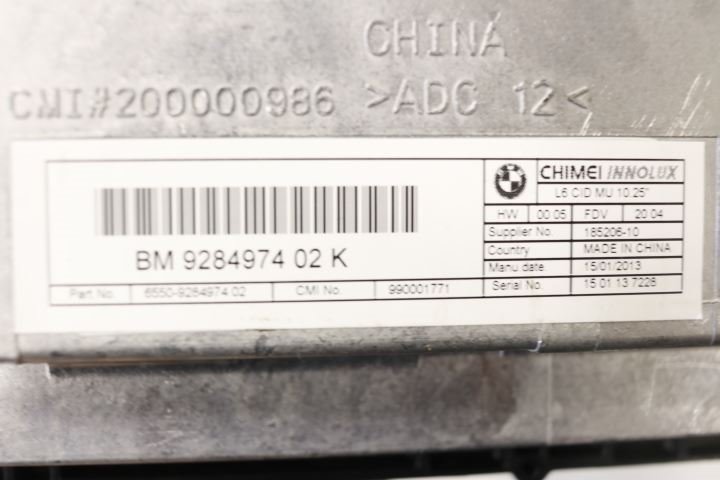 CHINA
CMI#200000986 >ADC 12<
CHIMEI INNOLUX
L6 CID MU 10.25"
HW 00 05 FDV 20 04
Supplier No. 185206-10
Country MADE IN CHINA
Manu date 15/01/2013
Serial No. 15 01 13 7226
BM 9284974 02 K
Part No. 6550-9284974 02 CMI No. 990001771